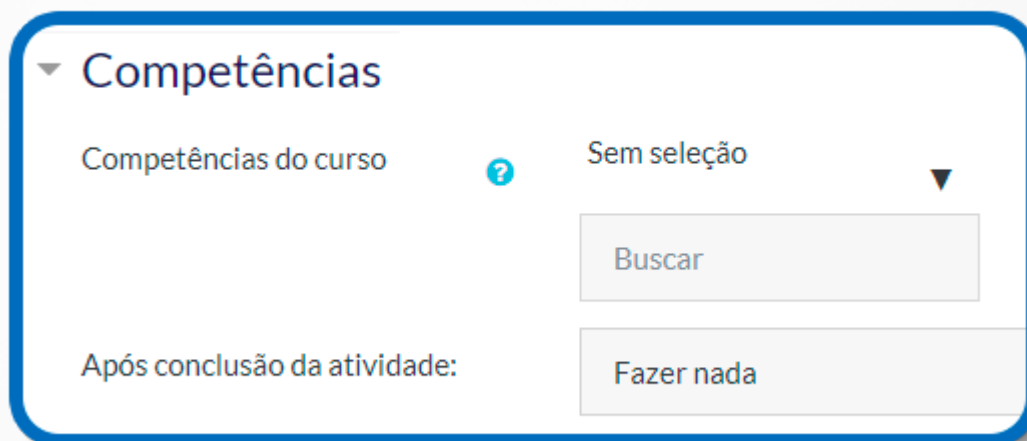 Competências
Competências do curso
Sem seleção
Buscar
Após conclusão da atividade:
Fazer nada